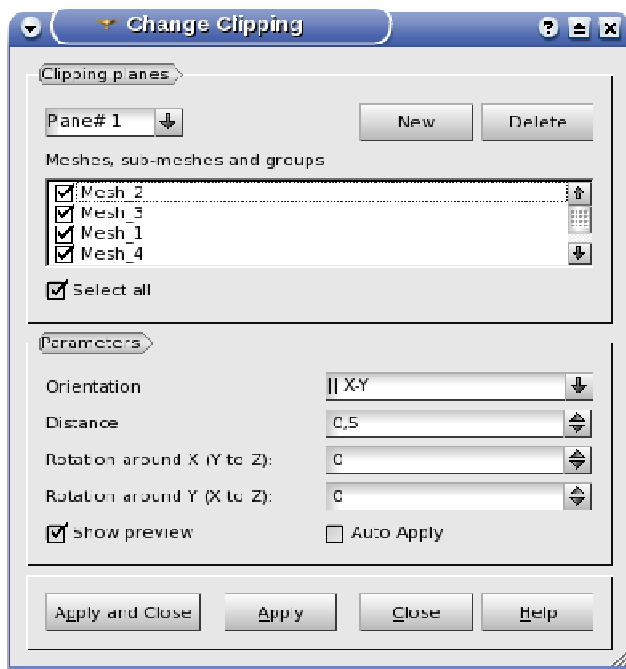 Change Clipping
Clipping planes
Plane# 1
New
Delete
Meshes, sub-meshes and groups
Mesh_2
Mesh_3
Mesh_1
Mesh_4
Select all
Parameters
Orientation
|| X-Y
Distance
0,5
Rotation around X (Y to Z):
0
Rotation around Y (X to Z):
0
Show preview
Auto Apply
Apply and Close
Apply
Close
Help